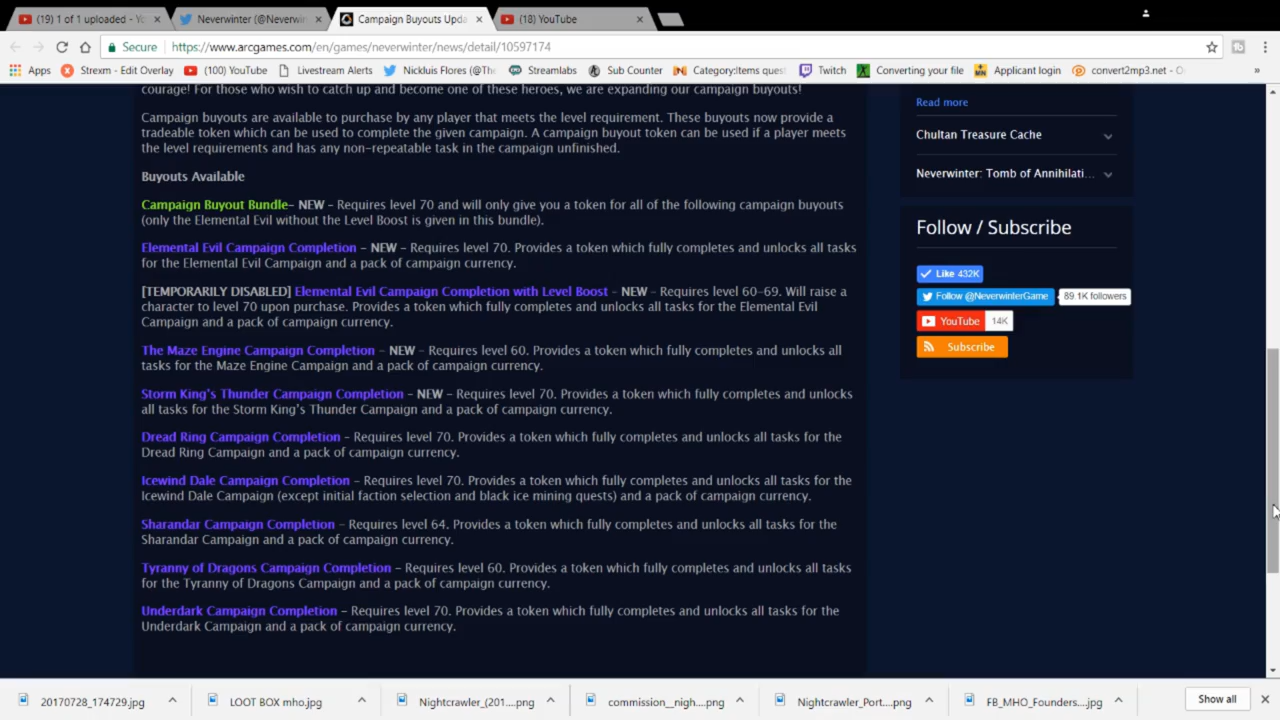 (19) 1 of 1 uploaded - Yo
Neverwinter (@Neverwin
Campaign Buyouts Upda
(18) YouTube
Secure
https://www.arcgames.com/en/games/neverwinter/news/detail/10597174
Apps
Strexm - Edit Overlay
(100) YouTube
Livestream Alerts
Nickluis Flores (@The
Streamlabs
Sub Counter
Category:Items quest
Twitch
Converting your file
Applicant login
convert2mp3.net - O
»
courage! For those who wish to catch up and become one of these heroes, we are expanding our campaign buyouts!
Campaign buyouts are available to purchase by any player that meets the level requirement. These buyouts now provide a
tradeable token which can be used to complete the given campaign. A campaign buyout token can be used if a player meets
the level requirements and has any non-repeatable task in the campaign unfinished.
Buyouts Available
Campaign Buyout Bundle– NEW – Requires level 70 and will only give you a token for all of the following campaign buyouts
(only the Elemental Evil without the Level Boost is given in this bundle).
Elemental Evil Campaign Completion – NEW – Requires level 70. Provides a token which fully completes and unlocks all tasks
for the Elemental Evil Campaign and a pack of campaign currency.
[TEMPORARILY DISABLED] Elemental Evil Campaign Completion with Level Boost – NEW – Requires level 60-69. Will raise a
character to level 70 upon purchase. Provides a token which fully completes and unlocks all tasks for the Elemental Evil
Campaign and a pack of campaign currency.
The Maze Engine Campaign Completion – NEW – Requires level 60. Provides a token which fully completes and unlocks all
tasks for the Maze Engine Campaign and a pack of campaign currency.
Storm King's Thunder Campaign Completion – NEW – Requires level 70. Provides a token which fully completes and unlocks
all tasks for the Storm King's Thunder Campaign and a pack of campaign currency.
Dread Ring Campaign Completion – Requires level 70. Provides a token which fully completes and unlocks all tasks for the
Dread Ring Campaign and a pack of campaign currency.
Icewind Dale Campaign Completion – Requires level 70. Provides a token which fully completes and unlocks all tasks for the
Icewind Dale Campaign (except initial faction selection and black ice mining quests) and a pack of campaign currency.
Sharandar Campaign Completion – Requires level 64. Provides a token which fully completes and unlocks all tasks for the
Sharandar Campaign and a pack of campaign currency.
Tyranny of Dragons Campaign Completion – Requires level 60. Provides a token which fully completes and unlocks all tasks
for the Tyranny of Dragons Campaign and a pack of campaign currency.
Underdark Campaign Completion – Requires level 70. Provides a token which fully completes and unlocks all tasks for the
Underdark Campaign and a pack of campaign currency.
Read more
Chultan Treasure Cache
Neverwinter: Tomb of Annihilati...
Follow / Subscribe
Like 432K
Follow @NeverwinterGame
89.1K followers
YouTube 14K
Subscribe
20170728_174729.jpg
LOOT BOX mho.jpg
Nightcrawler_(201....png
commission__nigh....png
Nightcrawler_Port....png
FB_MHO_Founders....jpg
Show all